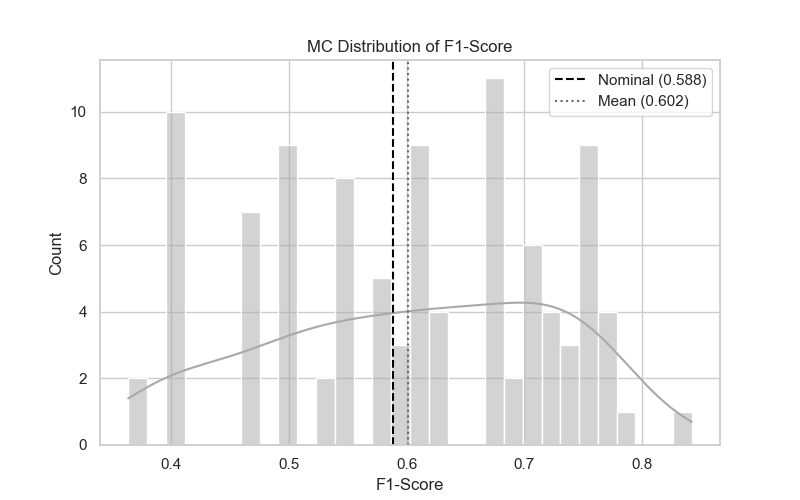 MC Distribution of F1-Score
Nominal (0.588)
Mean (0.602)
Count
10
8
6
4
2
0
0.4 0.5 0.6 0.7 0.8
F1-Score